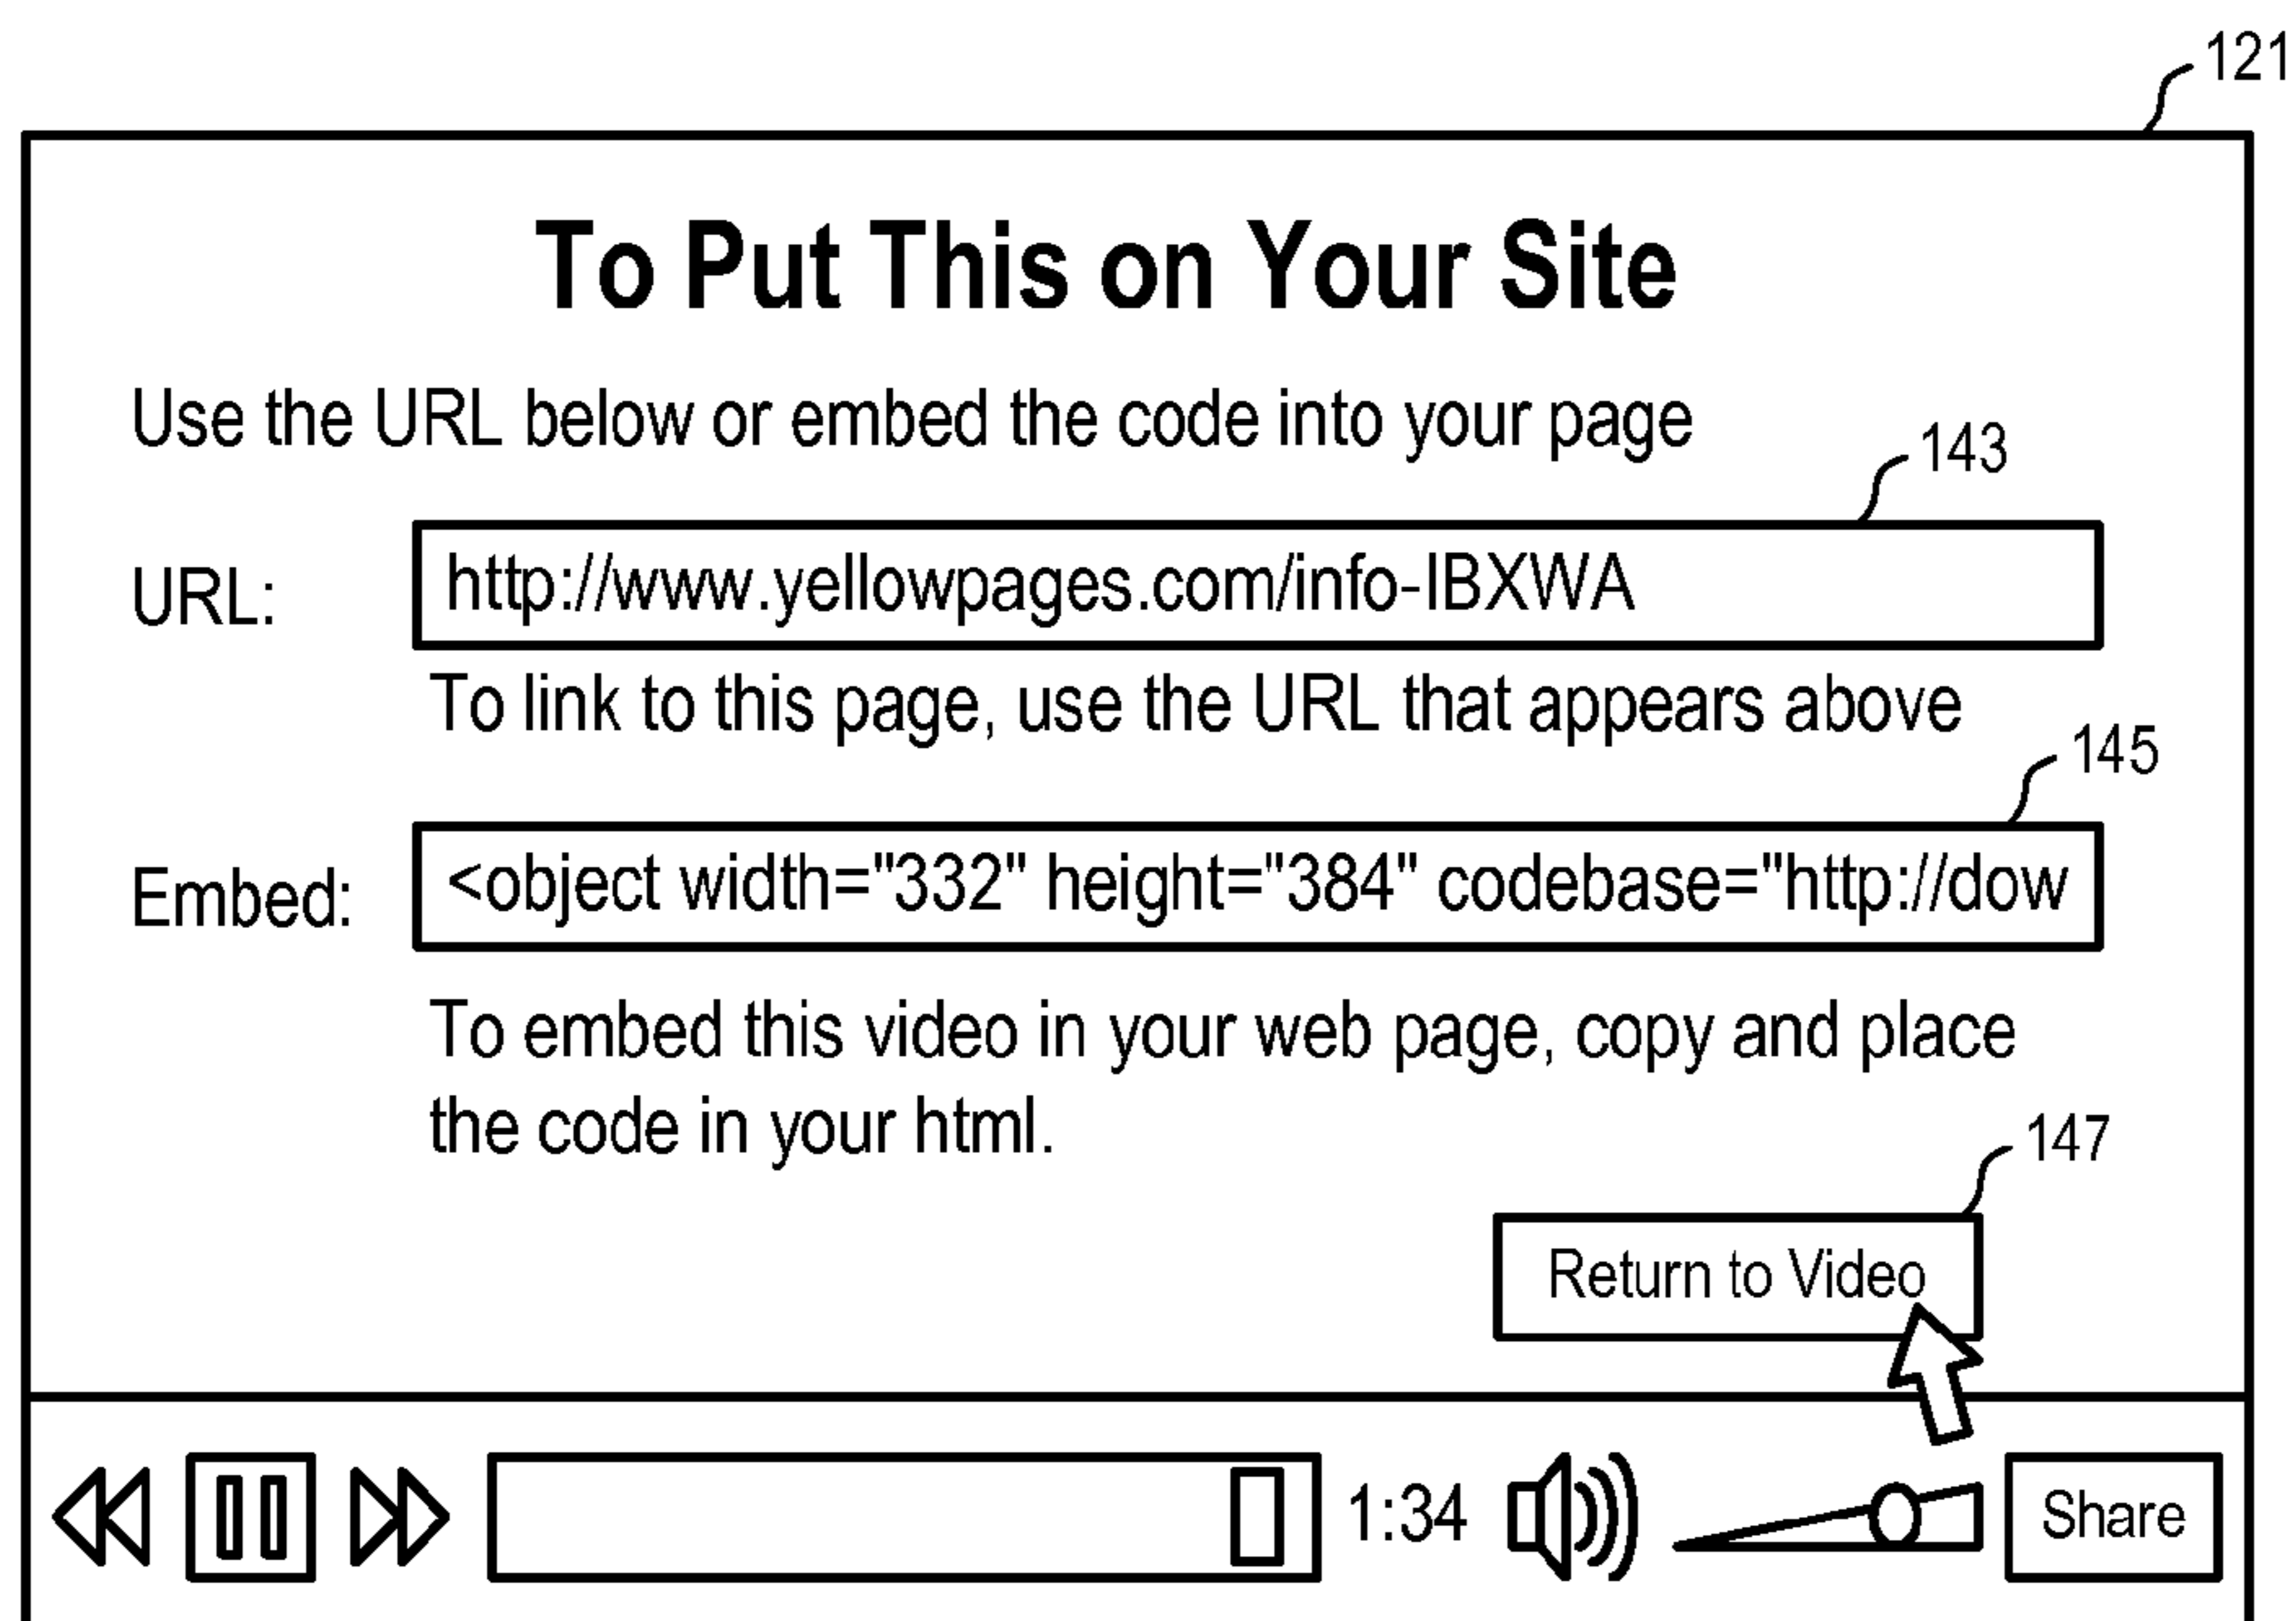 121
To Put This on Your Site
Use the URL below or embed the code into your page
143
URL: http://www.yellowpages.com/info-IBXWA
To link to this page, use the URL that appears above
145
Embed: <object width="332" height="384" codebase="http://dow
To embed this video in your web page, copy and place
the code in your html.
147
Return to Video
1:34 Share